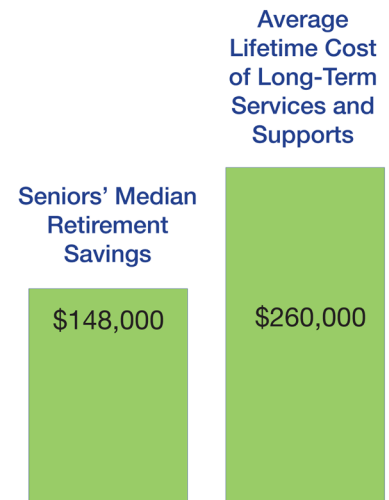 Average
Lifetime Cost
of Long-Term
Services and
Supports
Seniors’ Median
Retirement
Savings
$148,000
$260,000